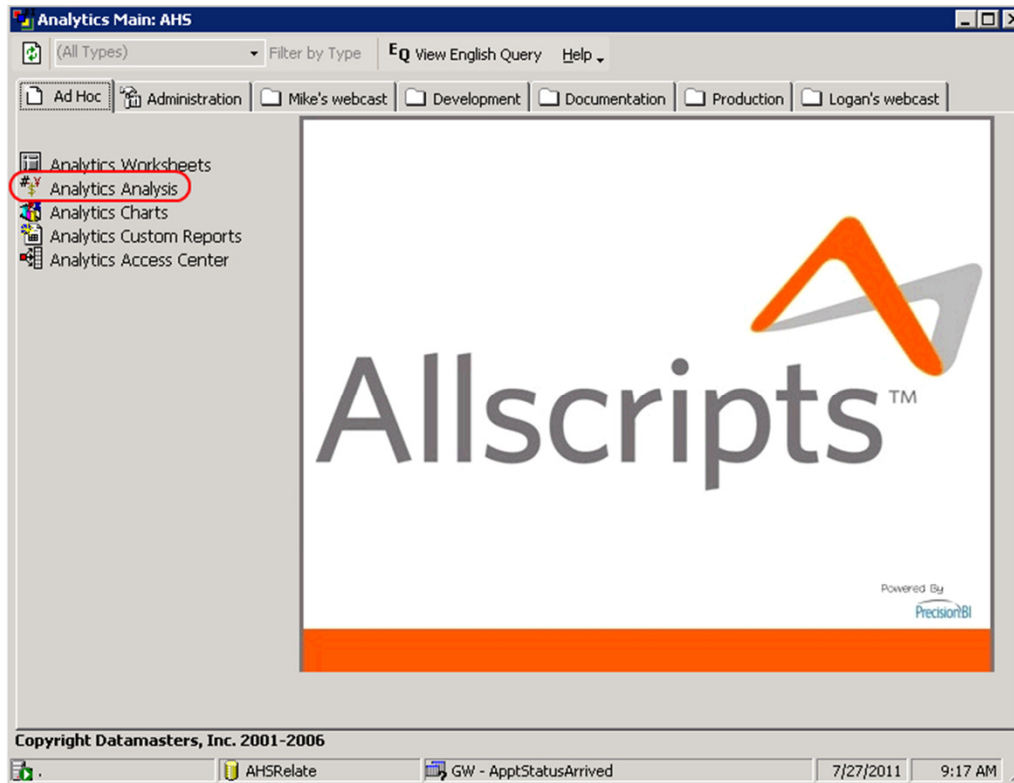 Analytics Main: AHS
(All Types) Filter by Type EQ View English Query Help
Ad Hoc Administration Mike's webcast Development Documentation Production Logan's webcast
Analytics Worksheets
Analytics Analysis
Analytics Charts
Analytics Custom Reports
Analytics Access Center
Allscripts™
Powered By
PrecisionBI
Copyright Datamasters, Inc. 2001-2006
. AHSRelate GW - ApptStatusArrived 7/27/2011 9:17 AM